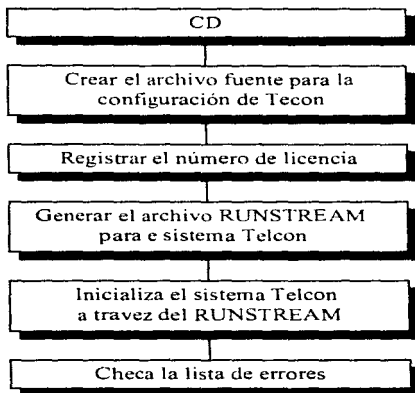 CD
Crear el archivo fuente para la
configuración de Tecon
Registrar el número de licencia
Generar el archivo RUNSTREAM
para e sistema Telcon
Inicializa el sistema Telcon
a travez del RUNSTREAM
Checa la lista de errores